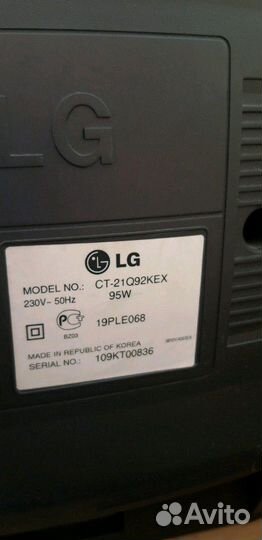 LG
LG
MODEL NO.: CT-21Q92KEX
230V~ 50Hz 95W
BZ03 19PLE068
MADE IN REPUBLIC OF KOREA
SERIAL NO.: 109KT00836
Avito